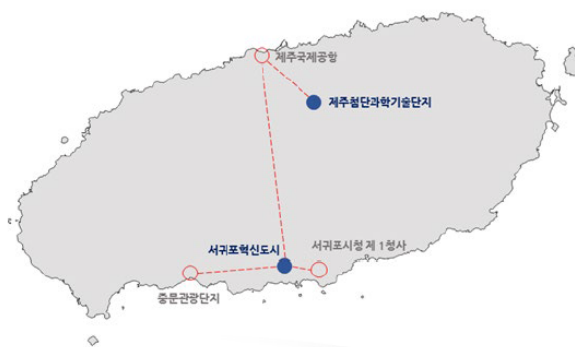 제주국제공항
제주첨단과학기술단지
서귀포혁신도시
서귀포시청 제 1청사
중문관광단지